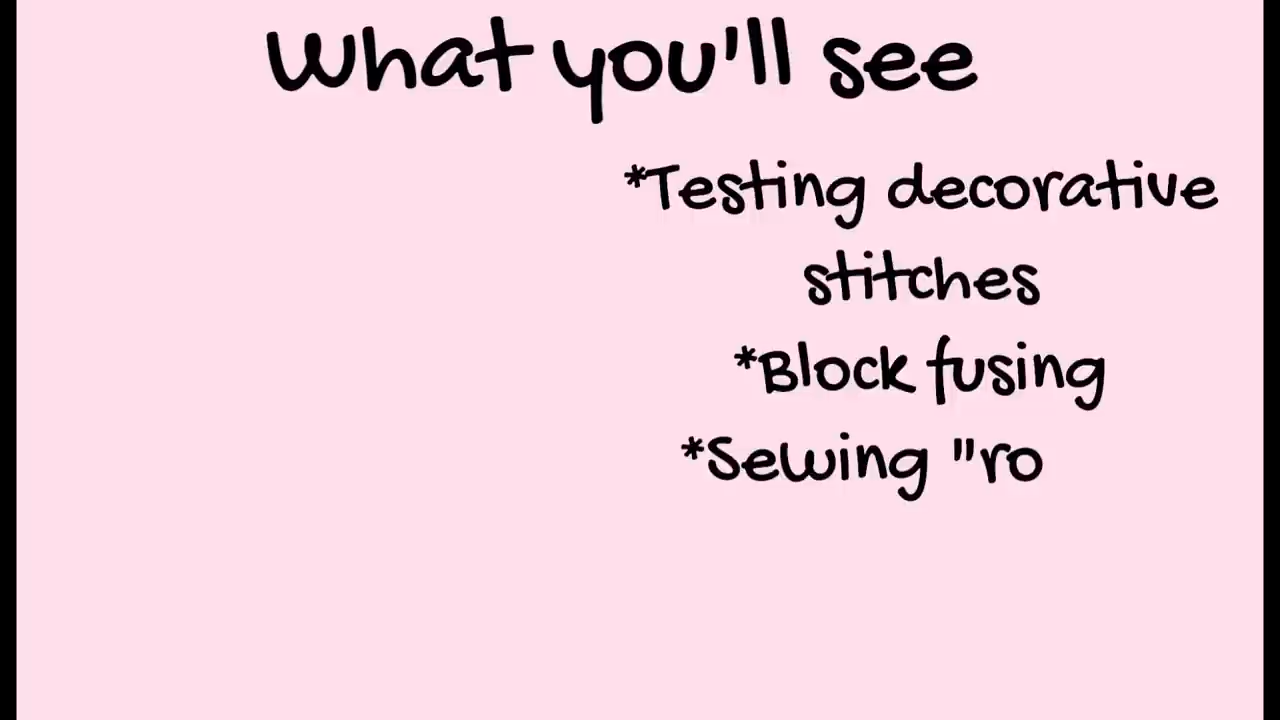 What you'll see
*Testing decorative
stitches
*Block fusing
*Sewing "ro